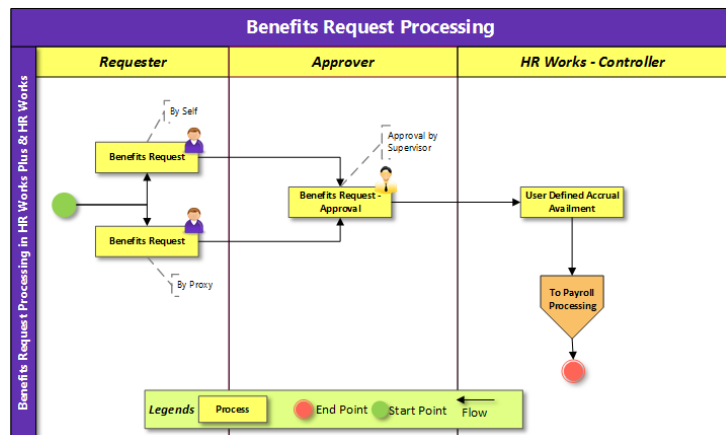 Benefits Request Processing
Benefits Request Processing in HR Works Plus & HR Works
Requester
Approver
HR Works - Controller
By Self
Benefits Request
Approval by
Supervisor
Benefits Request -
Approval
User Defined Accrual
Availment
Benefits Request
By Proxy
To Payroll
Processing
Legends
Process
End Point
Start Point
Flow